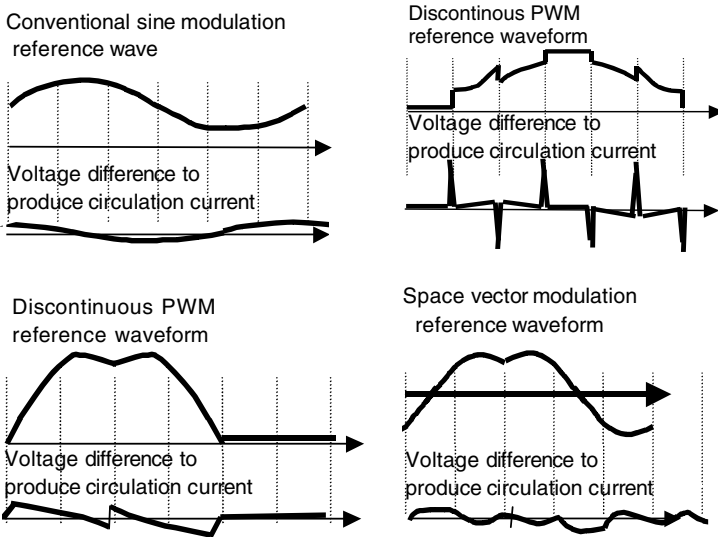 Conventional sine modulation
reference wave
Voltage difference to
produce circulation current
Discontinous PWM
reference waveform
Voltage difference to
produce circulation current
Discontinuous PWM
reference waveform
Voltage difference to
produce circulation current
Space vector modulation
reference waveform
Voltage difference to
produce circulation current